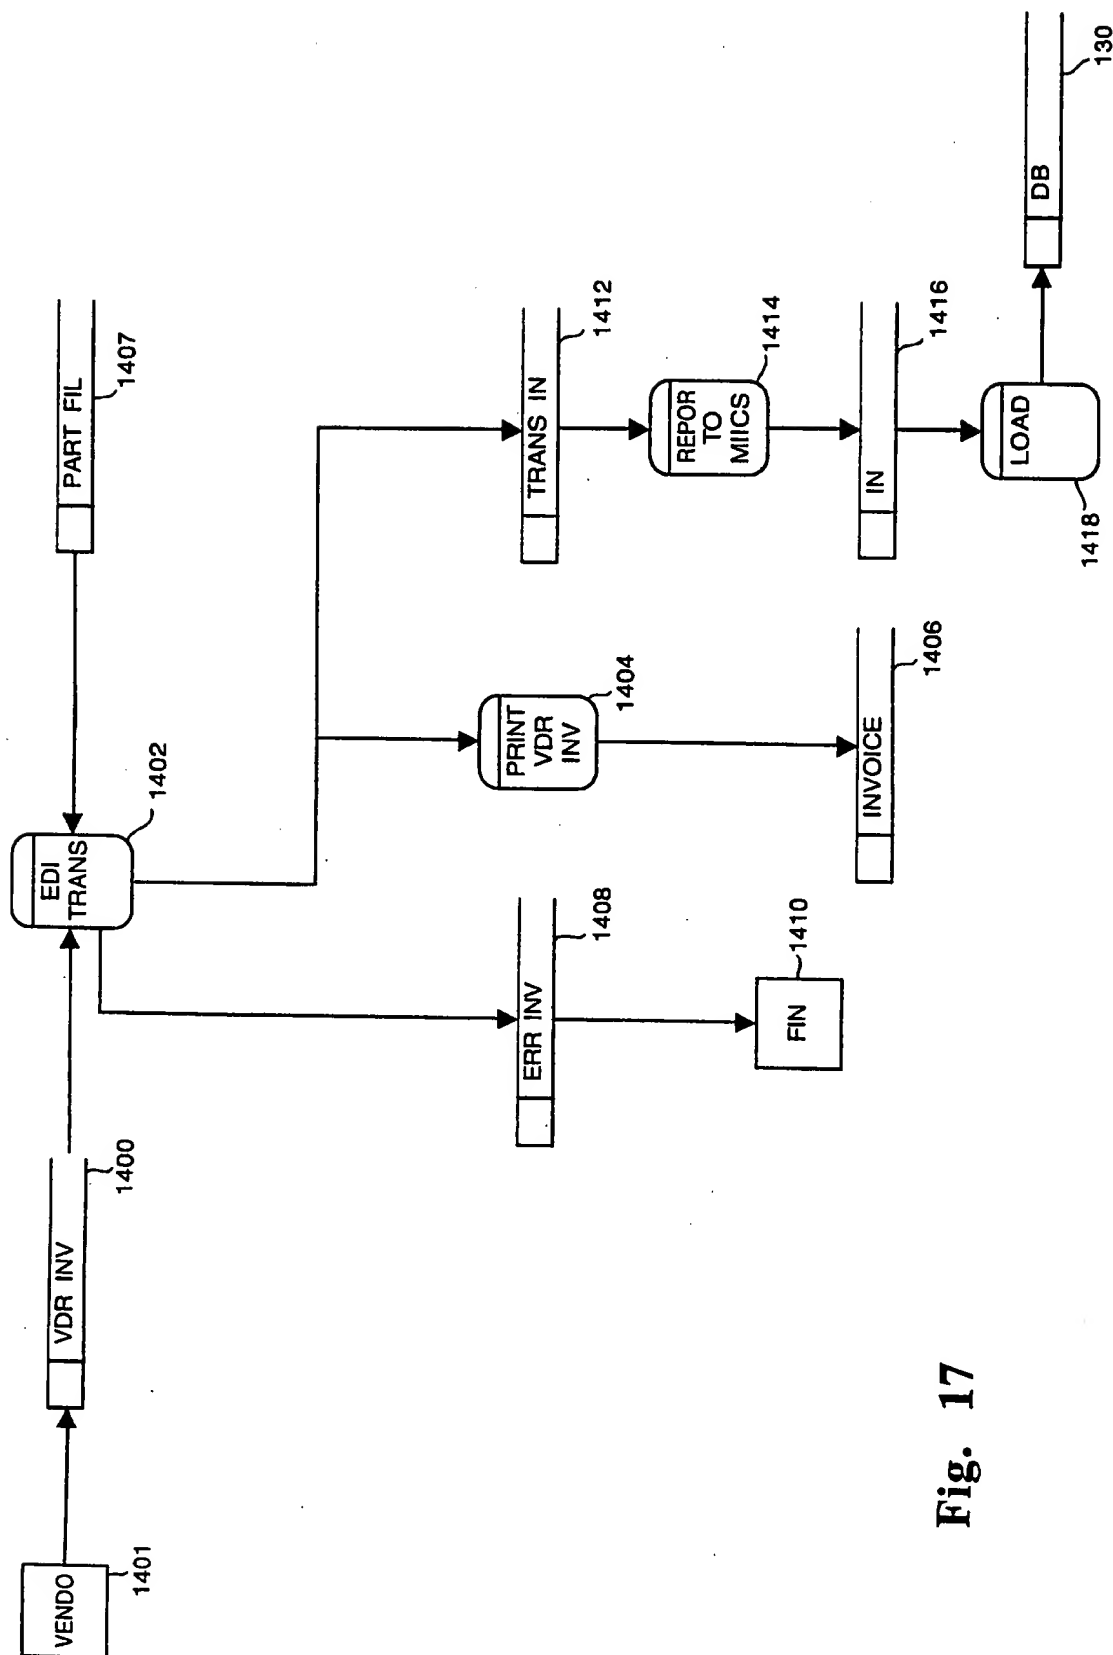 VENDO
1401
VDR INV
1400
EDI
TRANS
1402
PART FIL
1407
ERR INV
1408
FIN
1410
PRINT
VDR
INV
1404
INVOICE
1406
TRANS IN
1412
REPOR
TO
MIICS
1414
IN
1416
LOAD
1418
DB
130
Fig. 17